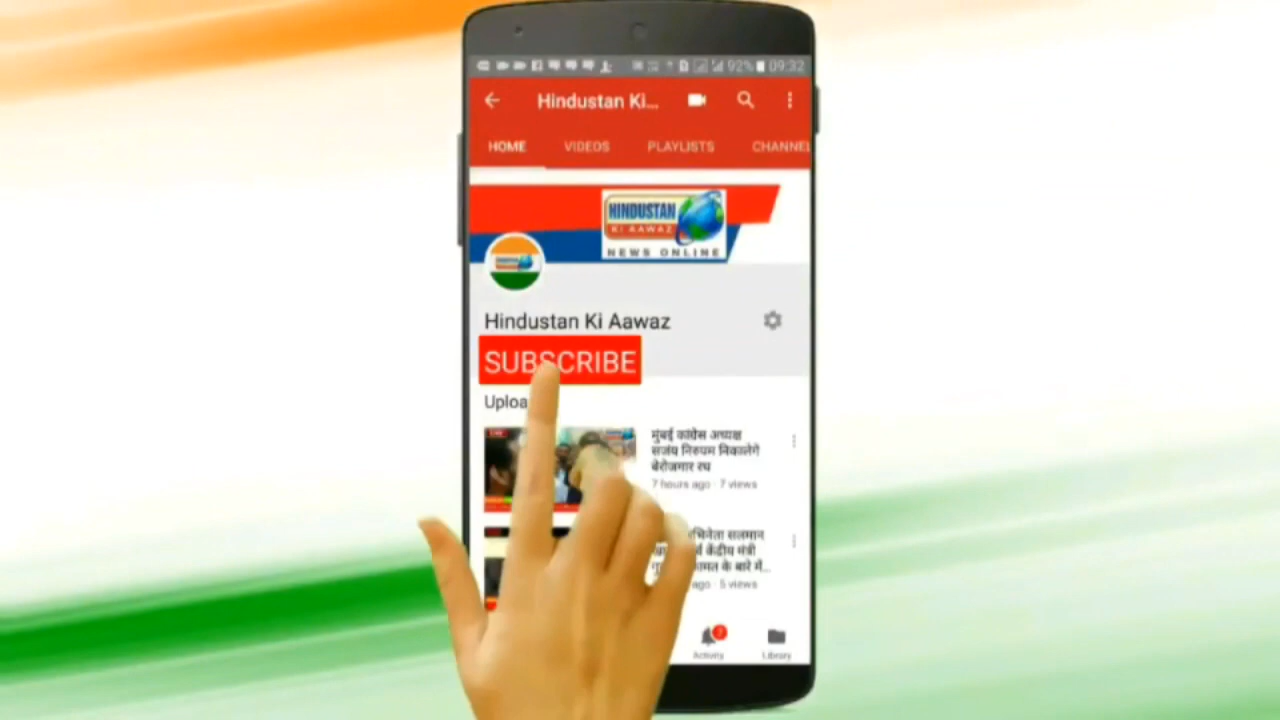 92% 09:32
Hindustan Ki...
HOME VIDEOS PLAYLISTS CHANNEL
HINDUSTAN
KI AAWAZ
NEWS ONLINE
Hindustan Ki Aawaz
SUBSCRIBE
Uploa
मुंबई कांग्रेस अध्यक्ष
संजय निरुपम निकालेंगे
बेरोजगार रथ
7 hours ago · 7 views
सलमान
केंद्रीय मंत्री
के बारे में...
ago · 5 views
Activity Library